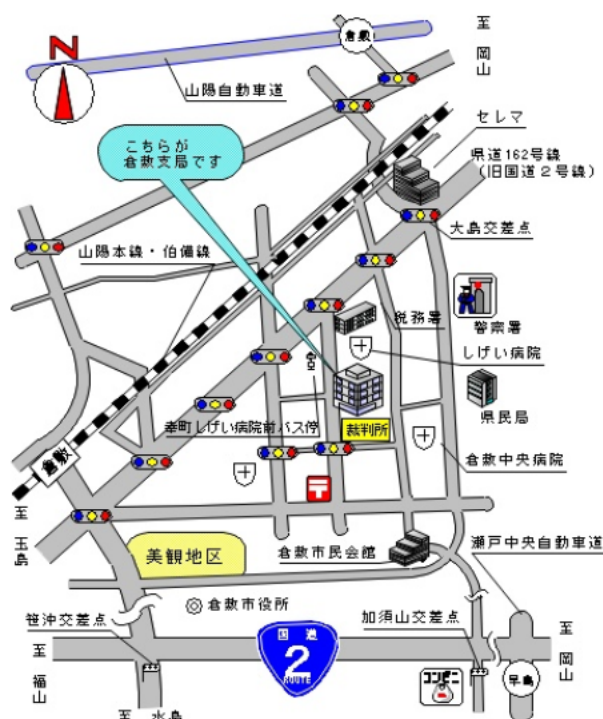 至
岡
山
N
倉敷
山陽自動車道
セレマ
県道162号線
(旧国道2号線)
こちらが
倉敷支局です
大島交差点
山陽本線・伯備線
税務署
警察署
しげい病院
県民局
幸町しげい病院前バス停
裁判所
倉敷中央病院
倉敷
〒
至
玉
島
美観地区
倉敷市民会館
瀬戸中央自動車道
倉敷市役所
笹沖交差点
加須山交差点
至
福
山
国道
2
ROUTE
至
岡
山
コンビニ
早島
至 水島